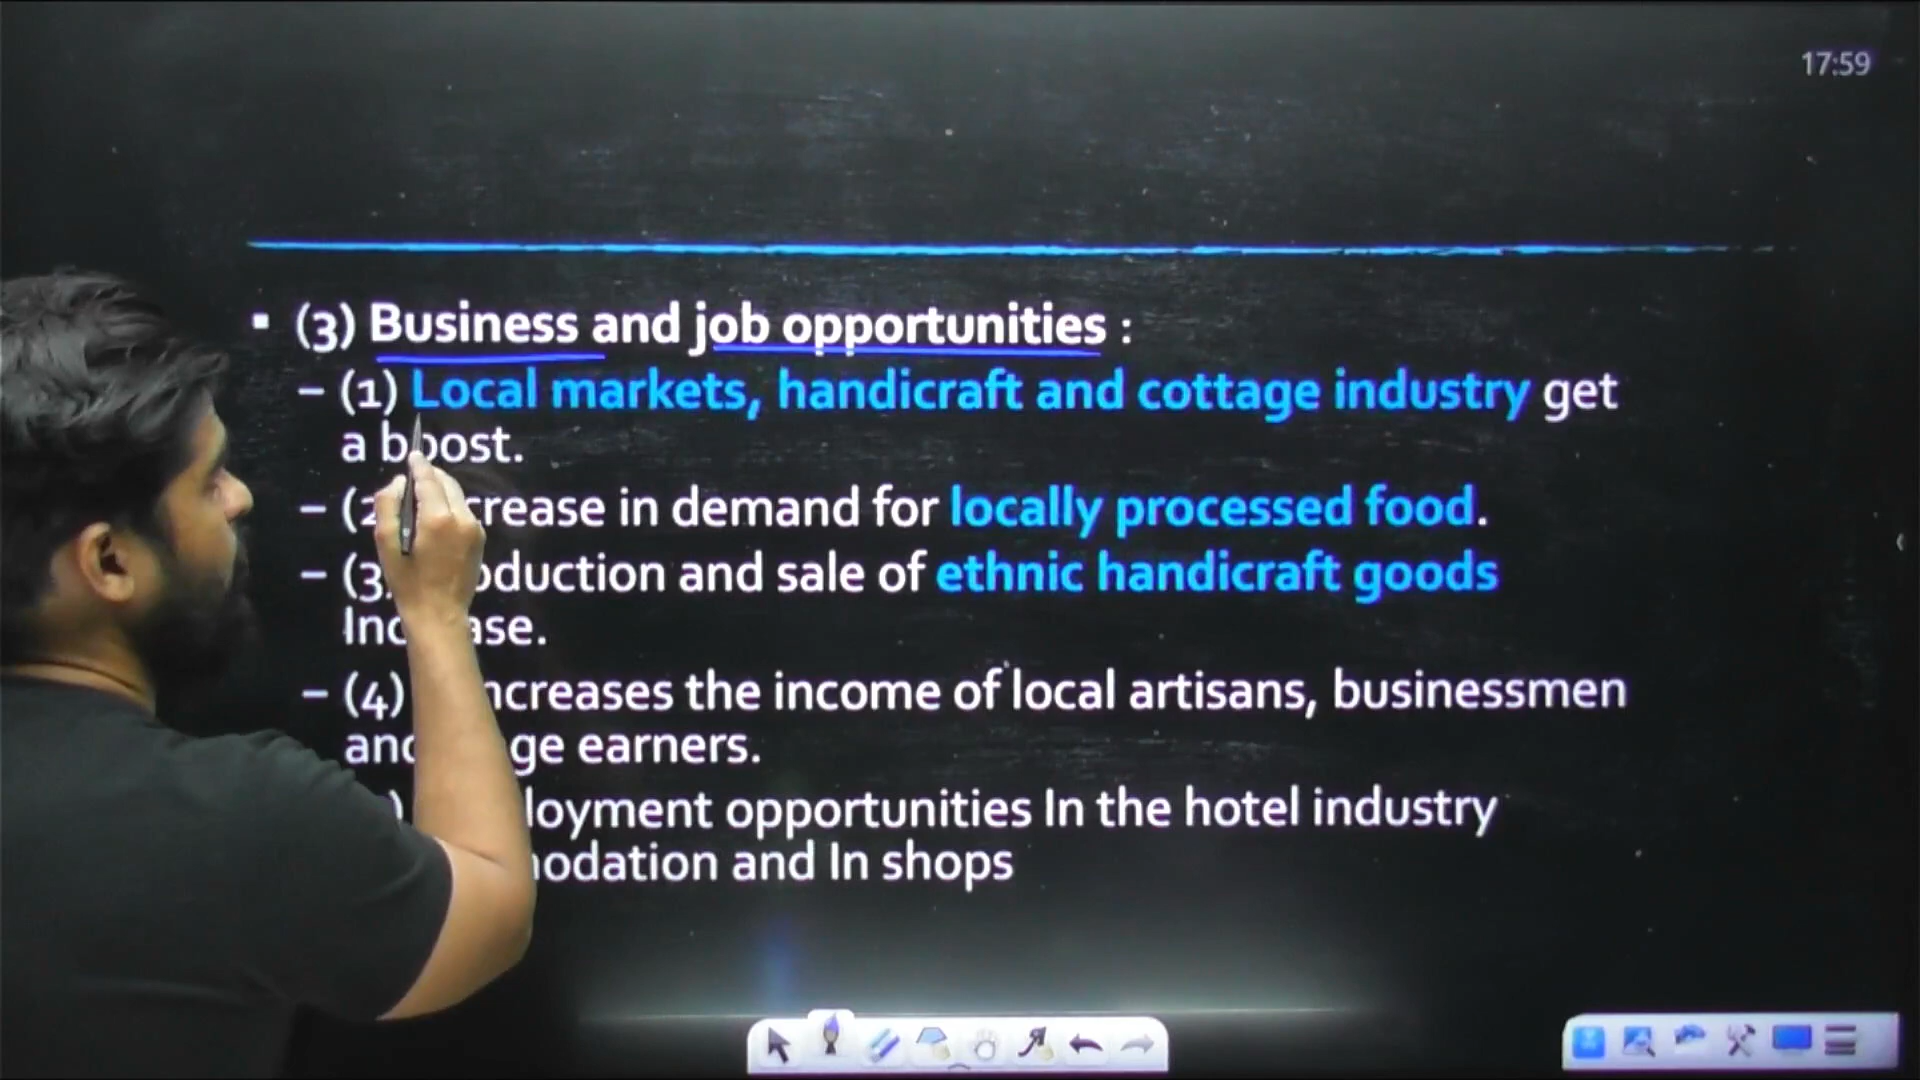 17:59
▪ (3) Business and job opportunities :
– (1) Local markets, handicraft and cottage industry get
a boost.
– (2 crease in demand for locally processed food.
– (3 oduction and sale of ethnic handicraft goods
Inc ase.
– (4) ncreases the income of local artisans, businessmen
and ge earners.
) loyment opportunities In the hotel industry
odation and In shops